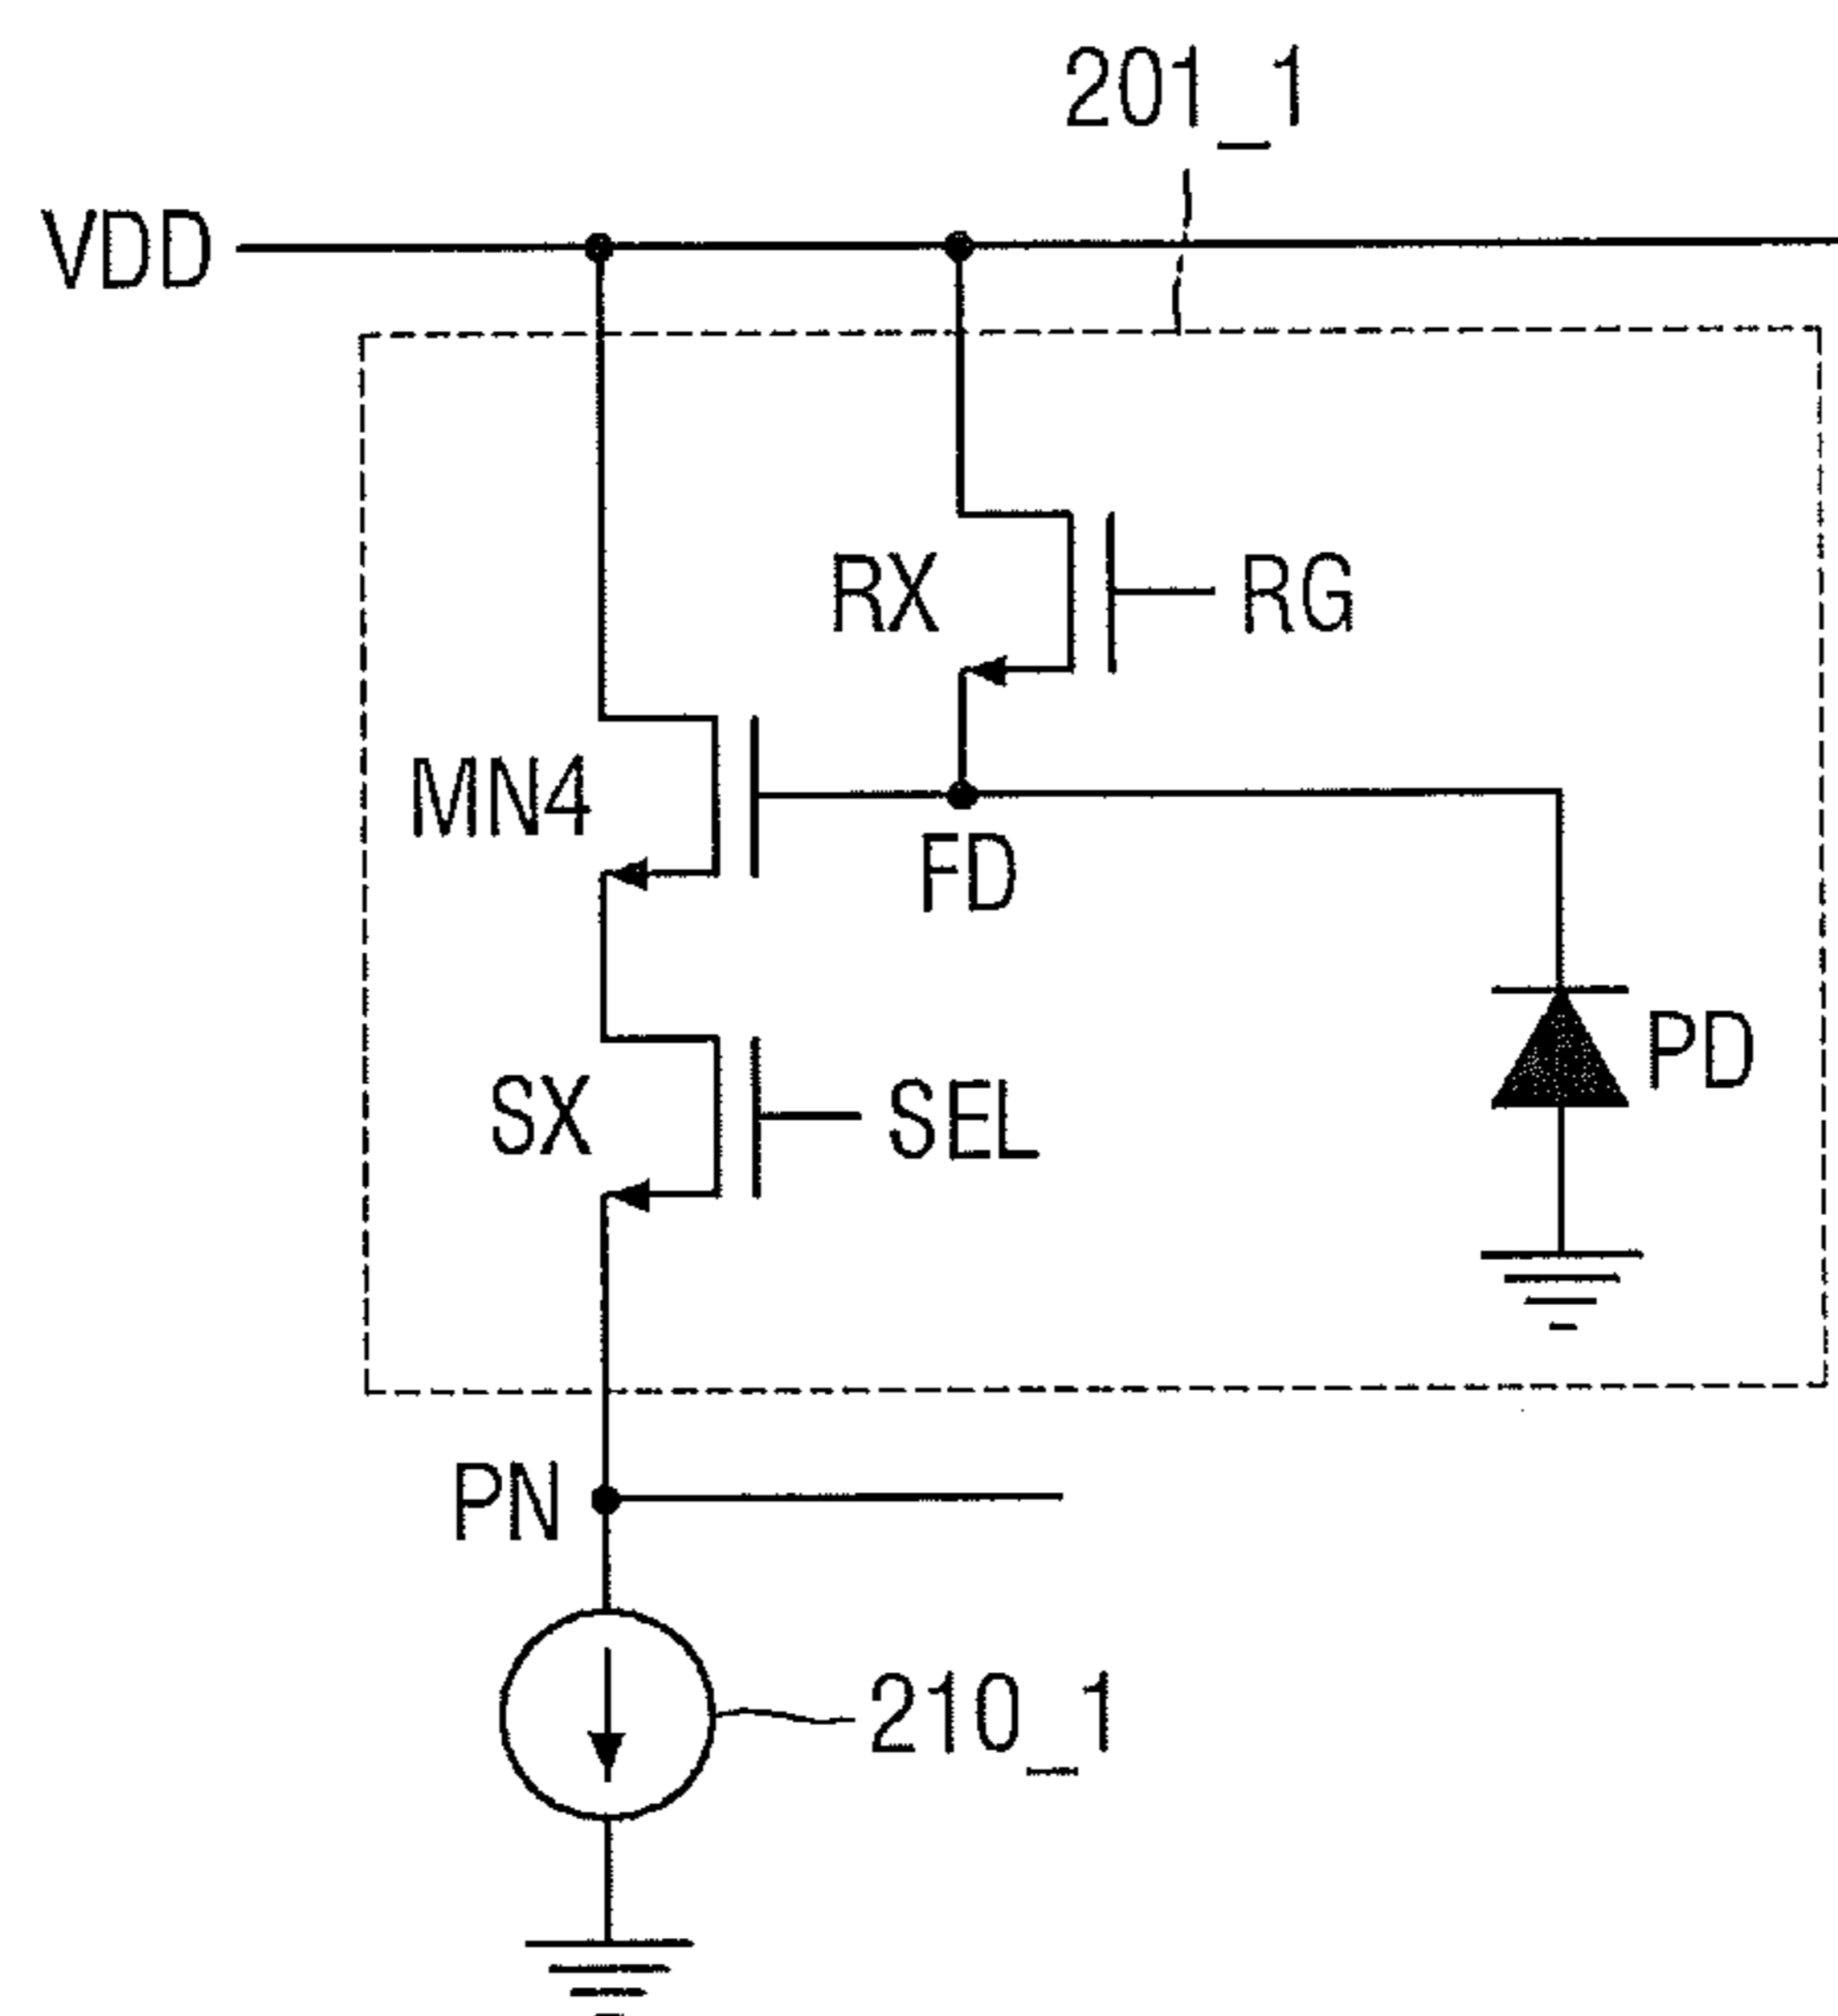 201_1
VDD
RX
RG
MN4
FD
SX
SEL
PD
PN
210_1